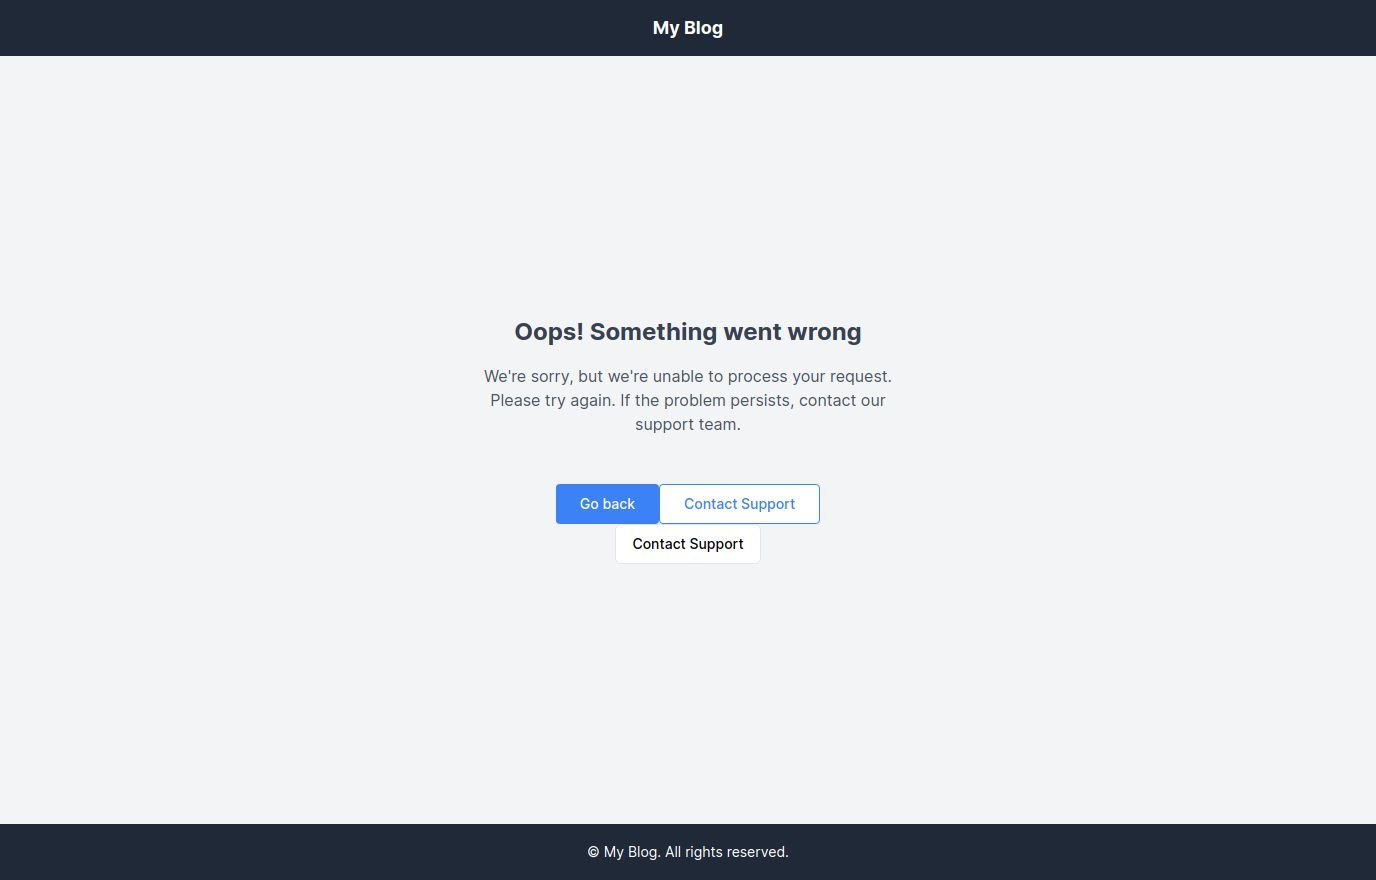 My Blog
Oops! Something went wrong
We're sorry, but we're unable to process your request.
Please try again. If the problem persists, contact our
support team.
Go back
Contact Support
Contact Support
© My Blog. All rights reserved.